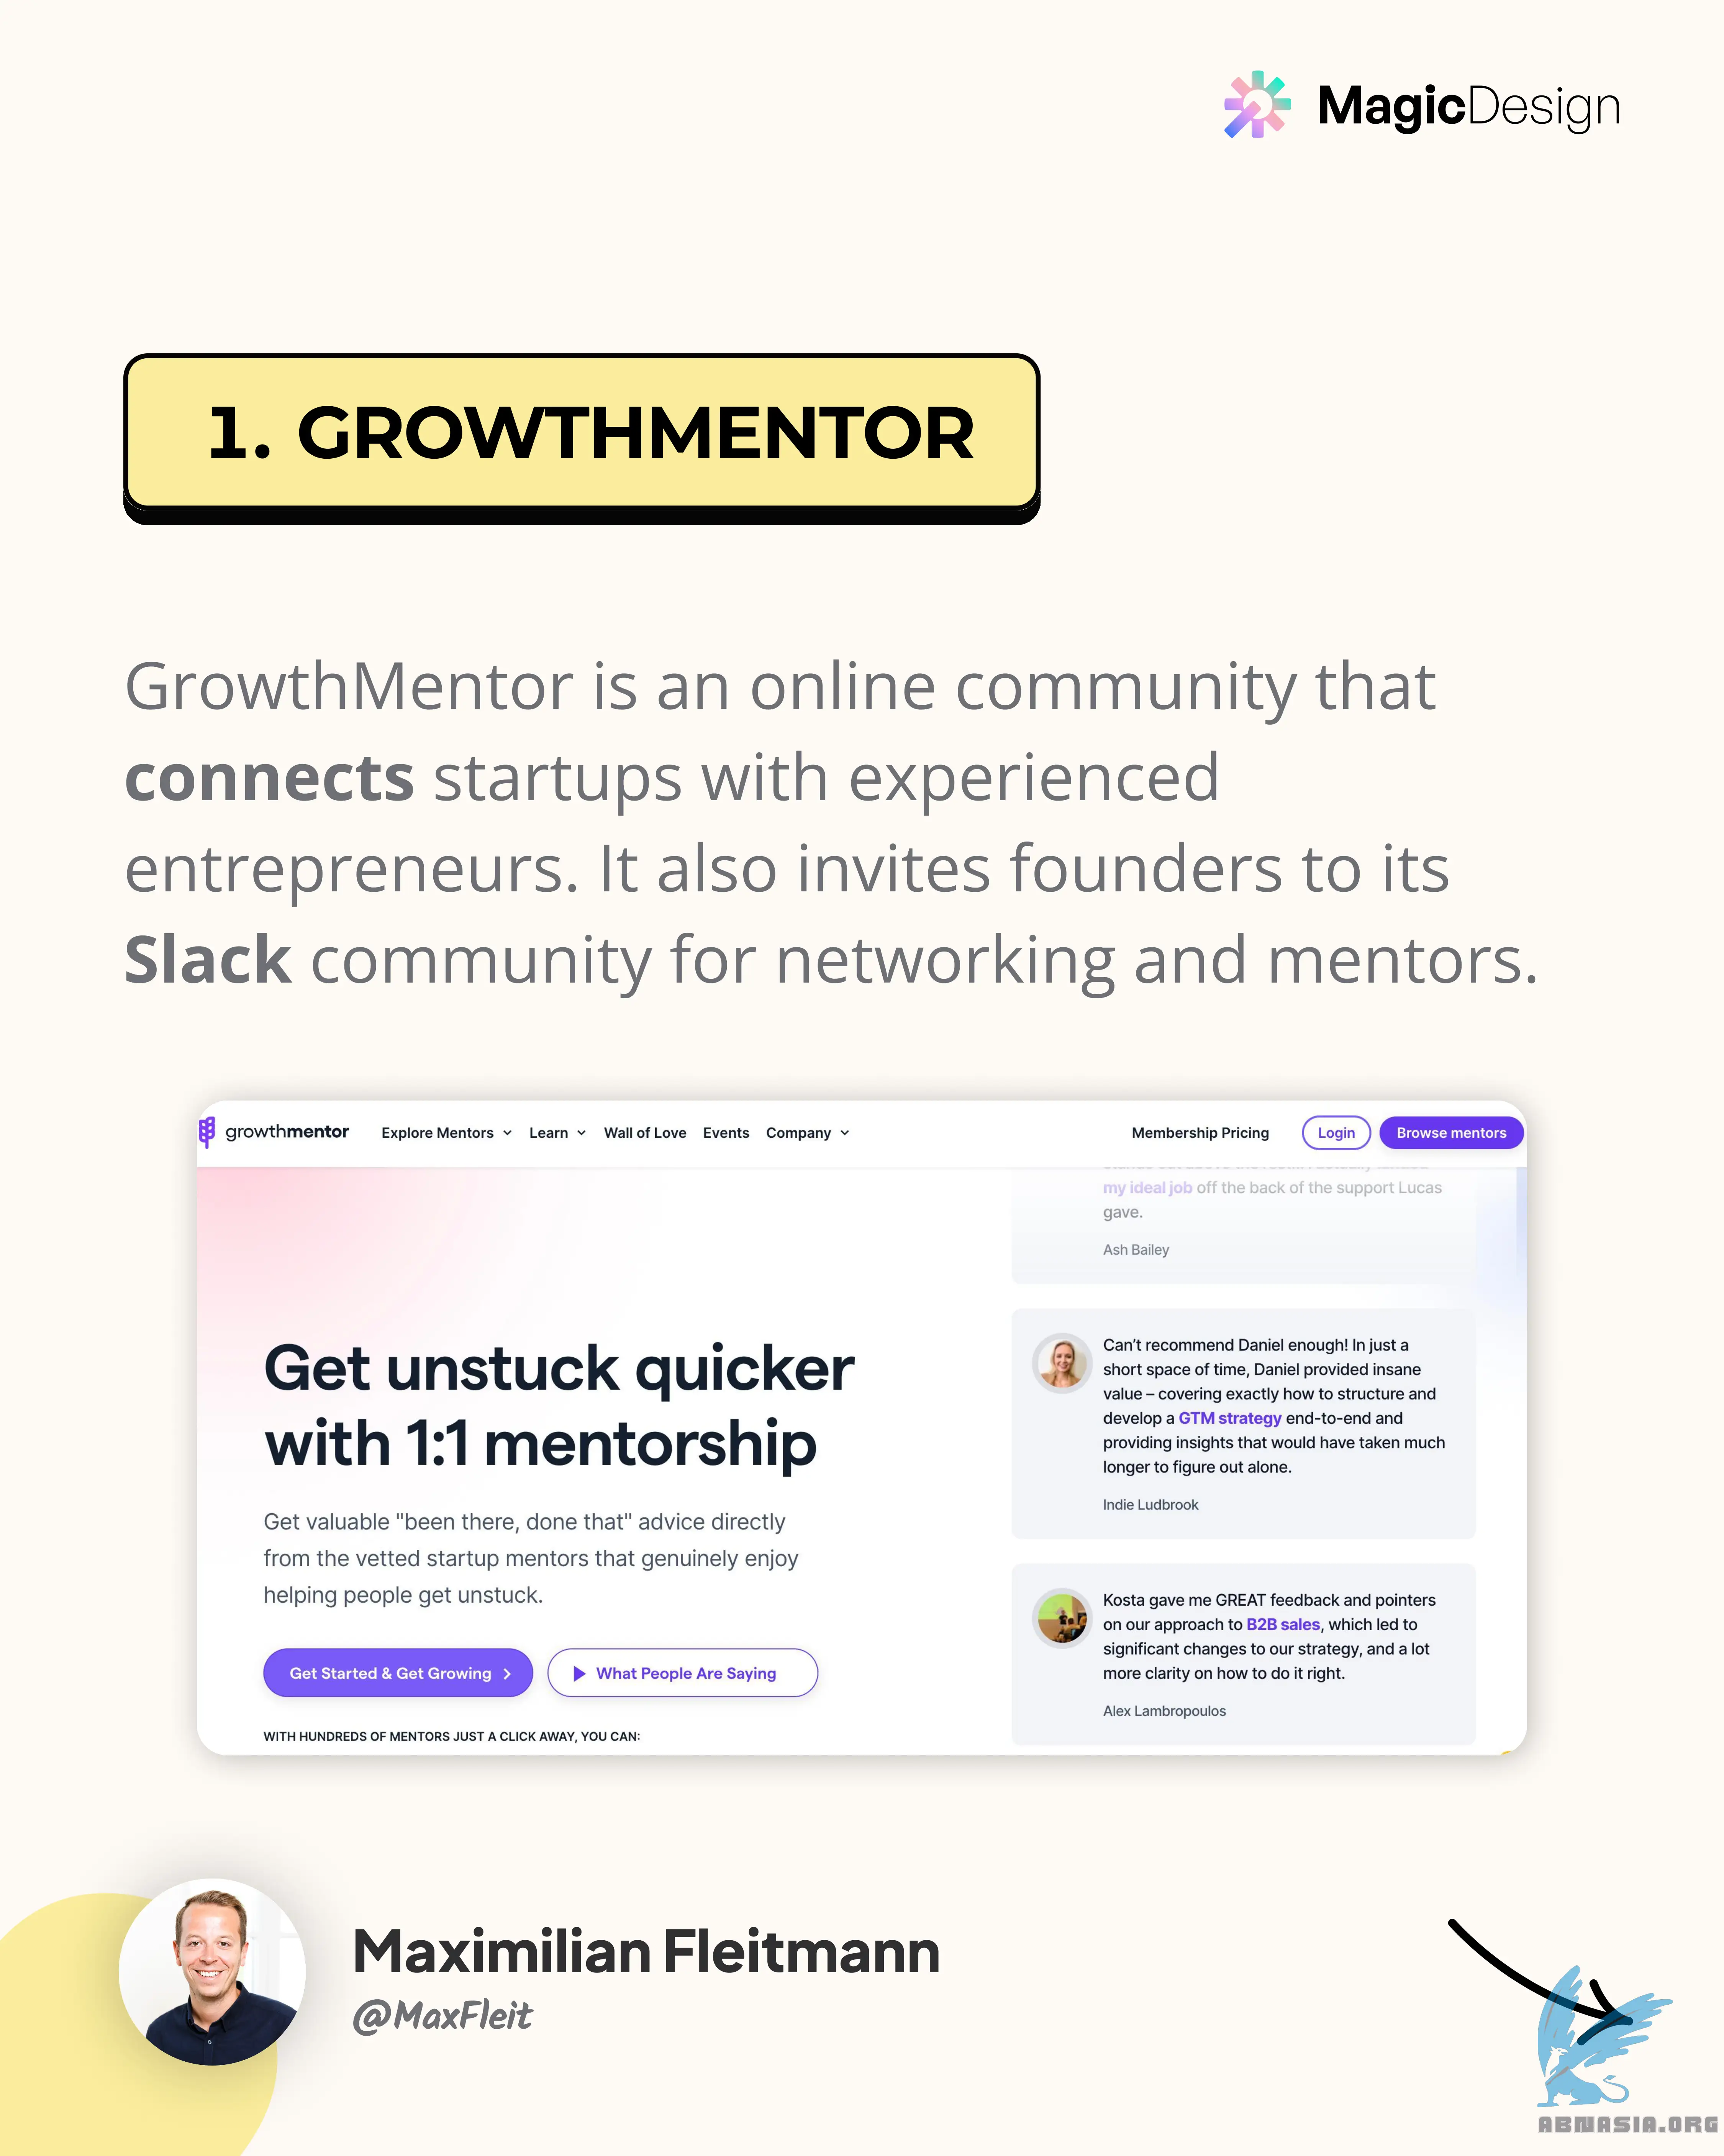 MagicDesign
1. GROWTHMENTOR
GrowthMentor is an online community that
connects startups with experienced
entrepreneurs. It also invites founders to its
Slack community for networking and mentors.
growthmentor Explore Mentors Learn Wall of Love Events Company Membership Pricing Login Browse mentors
my ideal job off the back of the support Lucas
gave.
Ash Bailey
Get unstuck quicker
with 1:1 mentorship
Get valuable "been there, done that" advice directly
from the vetted startup mentors that genuinely enjoy
helping people get unstuck.
Get Started & Get Growing What People Are Saying
WITH HUNDREDS OF MENTORS JUST A CLICK AWAY, YOU CAN:
Can't recommend Daniel enough! In just a
short space of time, Daniel provided insane
value – covering exactly how to structure and
develop a GTM strategy end-to-end and
providing insights that would have taken much
longer to figure out alone.
Indie Ludbrook
Kosta gave me GREAT feedback and pointers
on our approach to B2B sales, which led to
significant changes to our strategy, and a lot
more clarity on how to do it right.
Alex Lambropoulos
Maximilian Fleitmann
@MaxFleit
ABNASIA.ORG